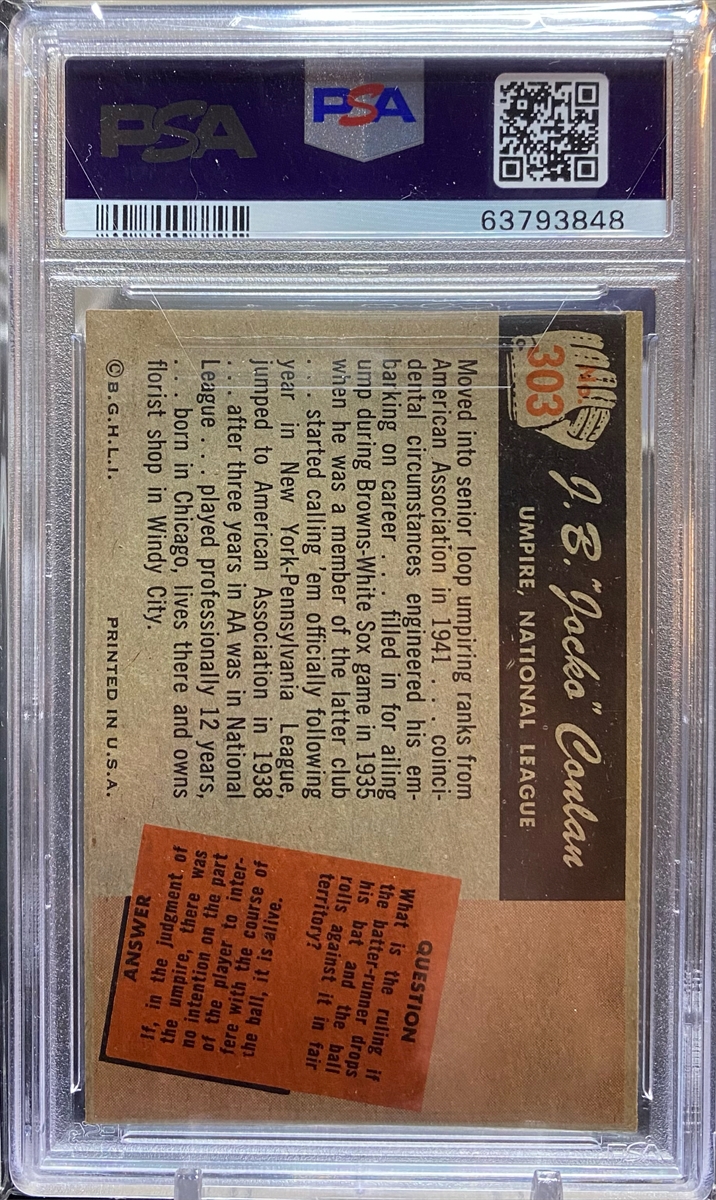 PSA
PSA
63793848
No.
303
J. B. "Jocko" Conlan
UMPIRE, NATIONAL LEAGUE
Moved into senior loop umpiring ranks from
American Association in 1941 . . . coinci-
dental circumstances engineered his em-
barking on career . . . filled in for ailing
ump during Browns-White Sox game in 1935
when he was a member of the latter club
. . . started calling 'em officially following
year in New York-Pennsylvania League,
jumped to American Association in 1938
. . . after three years in AA was in National
League . . . played professionally 12 years,
. . . born in Chicago, lives there and owns
florist shop in Windy City.
©B.G.H.L.I.
PRINTED IN U.S.A.
QUESTION
What is the ruling if
the batter-runner drops
his bat and the ball
rolls against it in fair
territory?
ANSWER
If, in the judgment of
the umpire, there was
no intention on the part
of the player to inter-
fere with the course of
the ball, it is alive.
PSA